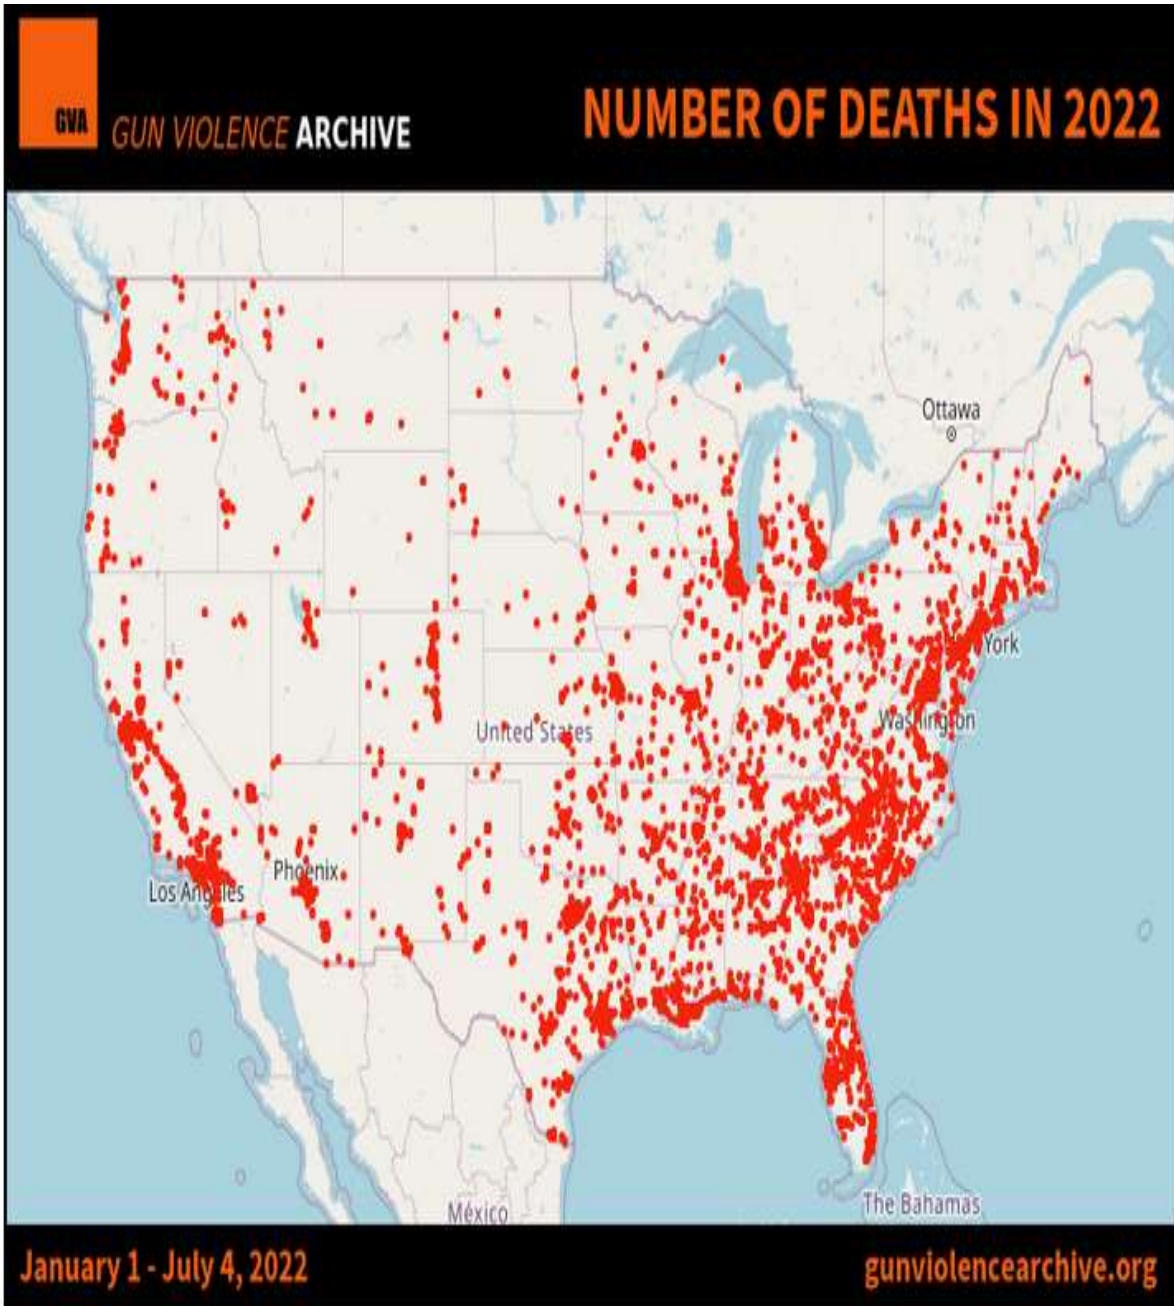 GVA
GUN VIOLENCE ARCHIVE
NUMBER OF DEATHS IN 2022
Ottawa
York
United States
Washington
Phoenix
Los Angeles
México
The Bahamas
January 1 - July 4, 2022
gunviolencearchive.org